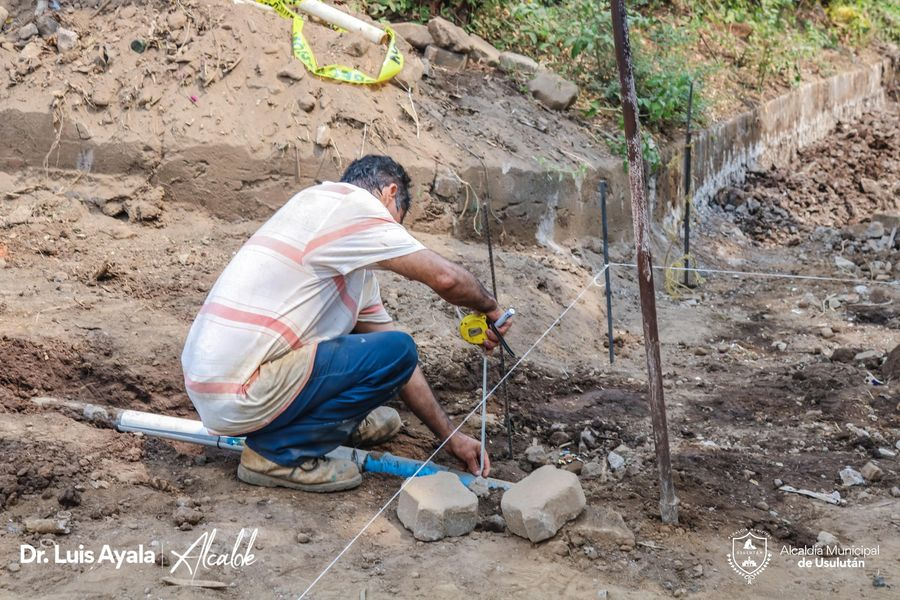 Dr. Luis Ayala
Alcalde
Alcaldía Municipal
de Usulután